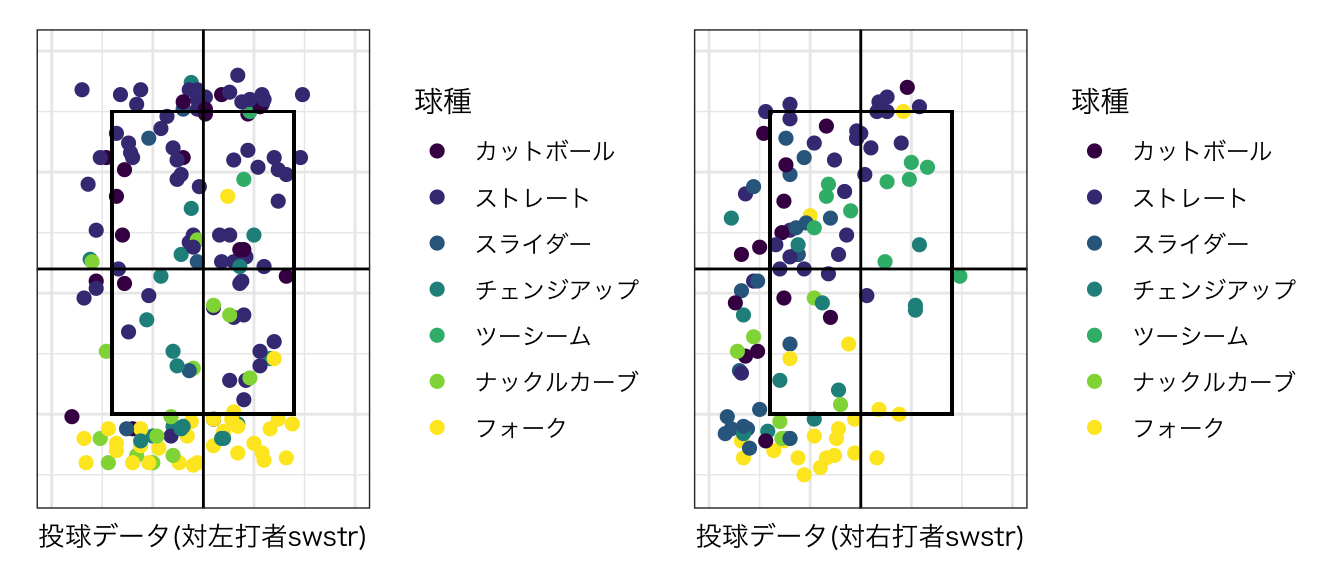 球種
カットボール
ストレート
スライダー
チェンジアップ
ツーシーム
ナックルカーブ
フォーク
投球データ(対左打者swstr)
球種
カットボール
ストレート
スライダー
チェンジアップ
ツーシーム
ナックルカーブ
フォーク
投球データ(対右打者swstr)